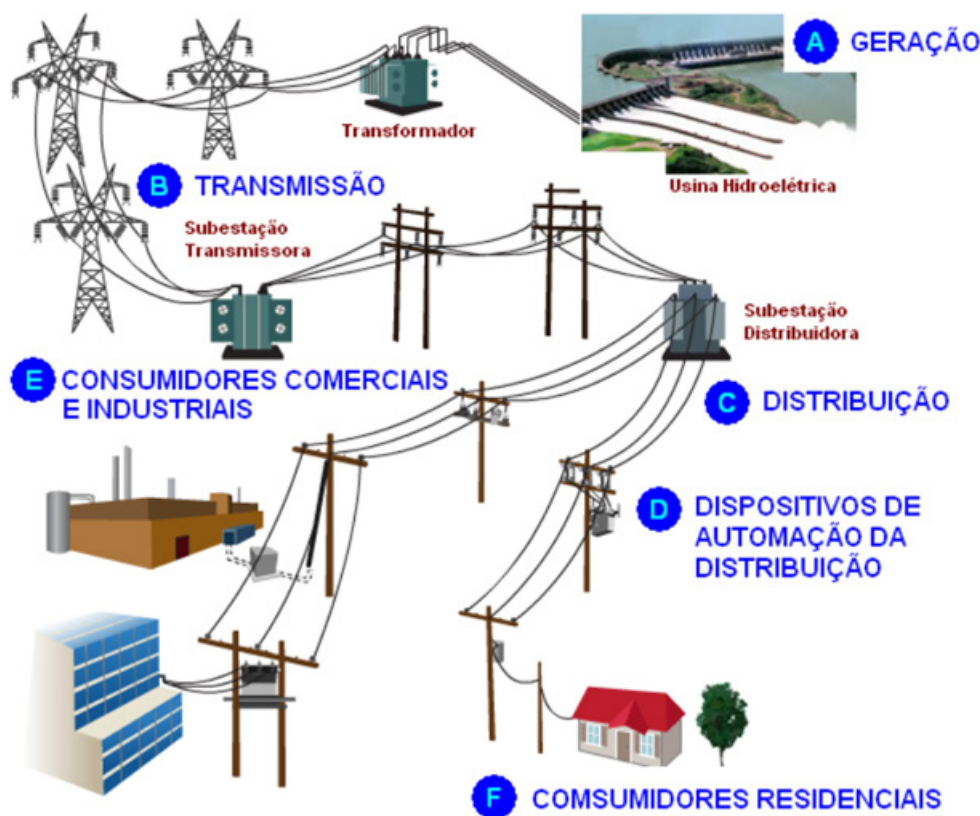 A GERAÇÃO
Transformador
Usina Hidroelétrica
B TRANSMISSÃO
Subestação
Transmissora
Subestação
Distribuidora
E CONSUMIDORES COMERCIAIS
E INDUSTRIAIS
C DISTRIBUIÇÃO
D DISPOSITIVOS DE
AUTOMAÇÃO DA
DISTRIBUIÇÃO
F COMSUMIDORES RESIDENCIAIS